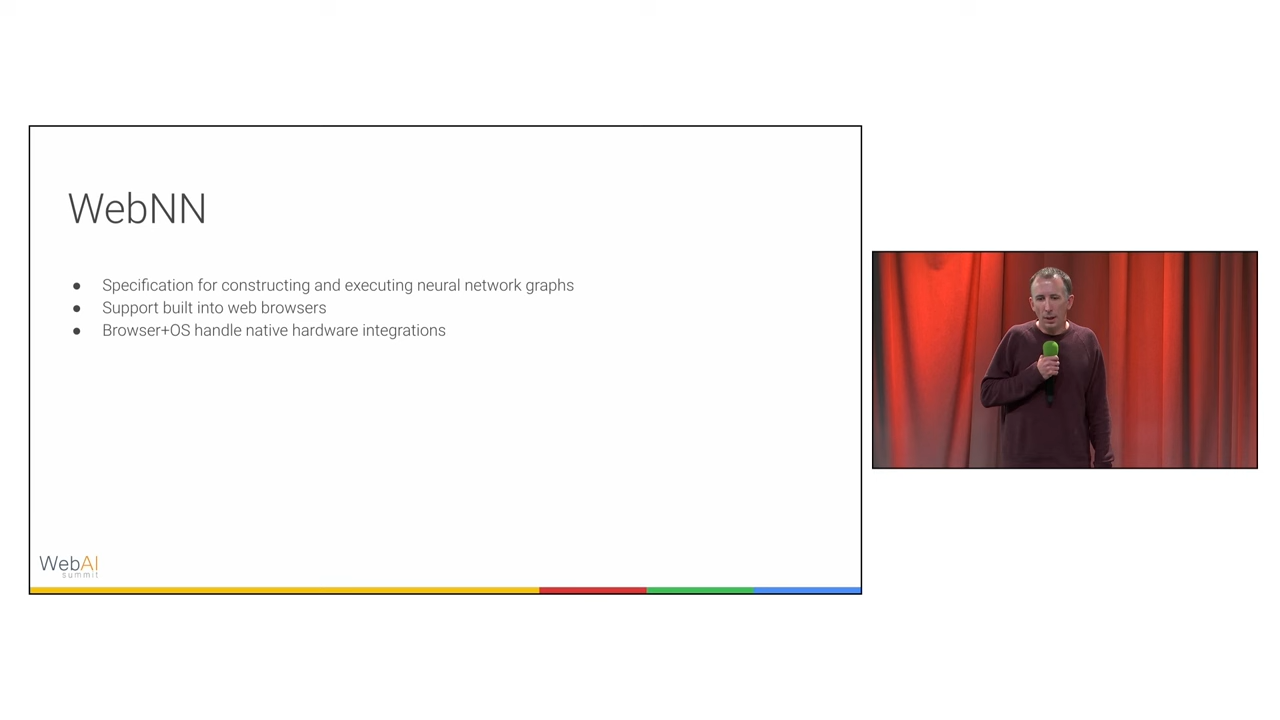 WebNN
● Specification for constructing and executing neural network graphs
● Support built into web browsers
● Browser+OS handle native hardware integrations
WebAI
summit